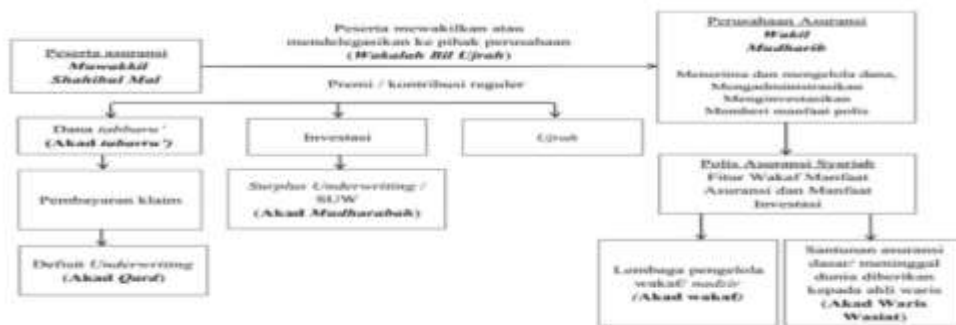 Peserta asuransi
Muwakkil
Shahibul Mal
Peserta mewakilkan atau
mendelegasikan ke pihak perusahaan
(Wakalah Bil Ujrah)
Premi / kontribusi reguler
Perusahaan Asuransi
Wakil
Mudharib
Menerima dan mengelola dana,
Mengadministrasikan
Menginvestasikan
Memberi manfaat polis
Dana tabarru'
(Akad tabarru')
Investasi
Ujrah
Pembayaran klaim
Surplus Underwriting /
SUW
(Akad Mudharabah)
Defisit Underwriting
(Akad Qard)
Polis Asuransi Syariah
Fitur Wakaf Manfaat
Asuransi dan Manfaat
Investasi
Lembaga pengelola
wakaf/ nadzir
(Akad wakaf)
Santunan asuransi
dasar/ meninggal
dunia diberikan
kepada ahli waris
(Akad Waris
Wasiat)